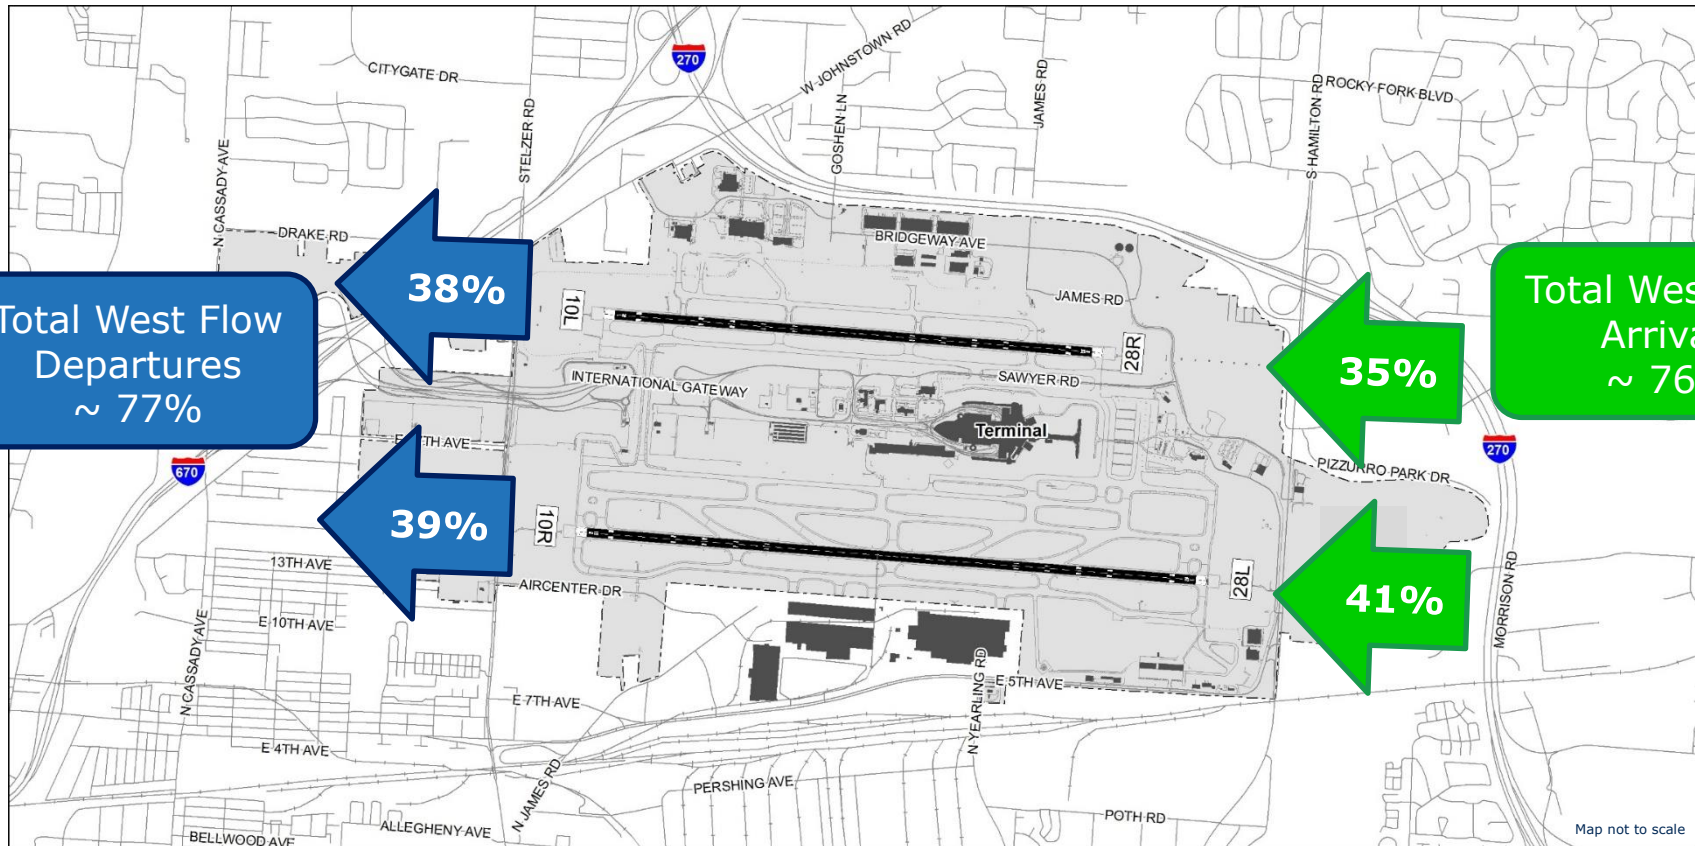 CITYGATE DR
270
W JOHNSTOWN RD
JAMES RD
ROCKY FORK BLVD
GOSHEN LN
S HAMILTON RD
STELZER RD
N CASSADY AVE
DRAKE RD
BRIDGEWAY AVE
38%
10L
JAMES RD
28R
Total West Flow
Departures
~ 77%
Total Wes
Arriva
~ 76
35%
INTERNATIONAL GATEWAY
SAWYER RD
Terminal
670
270
PIZZURRO PARK DR
39%
10R
13TH AVE
AIRCENTER DR
28L
41%
MORRISON RD
E 10TH AVE
N CASSADY AVE
E 7TH AVE
E 5TH AVE
N YEARLING RD
E 4TH AVE
N JAMES RD
PERSHING AVE
POTH RD
ALLEGHENY AVE
BELLWOOD AVE
Map not to scale